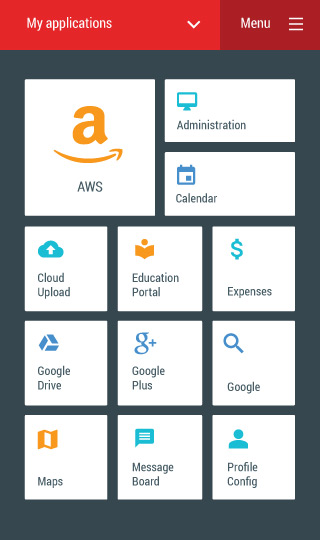 My applications
Menu
a
AWS
Administration
Calendar
Cloud
Upload
Education
Portal
$
Expenses
Google
Drive
g+
Google
Plus
Google
Maps
Message
Board
Profile
Config